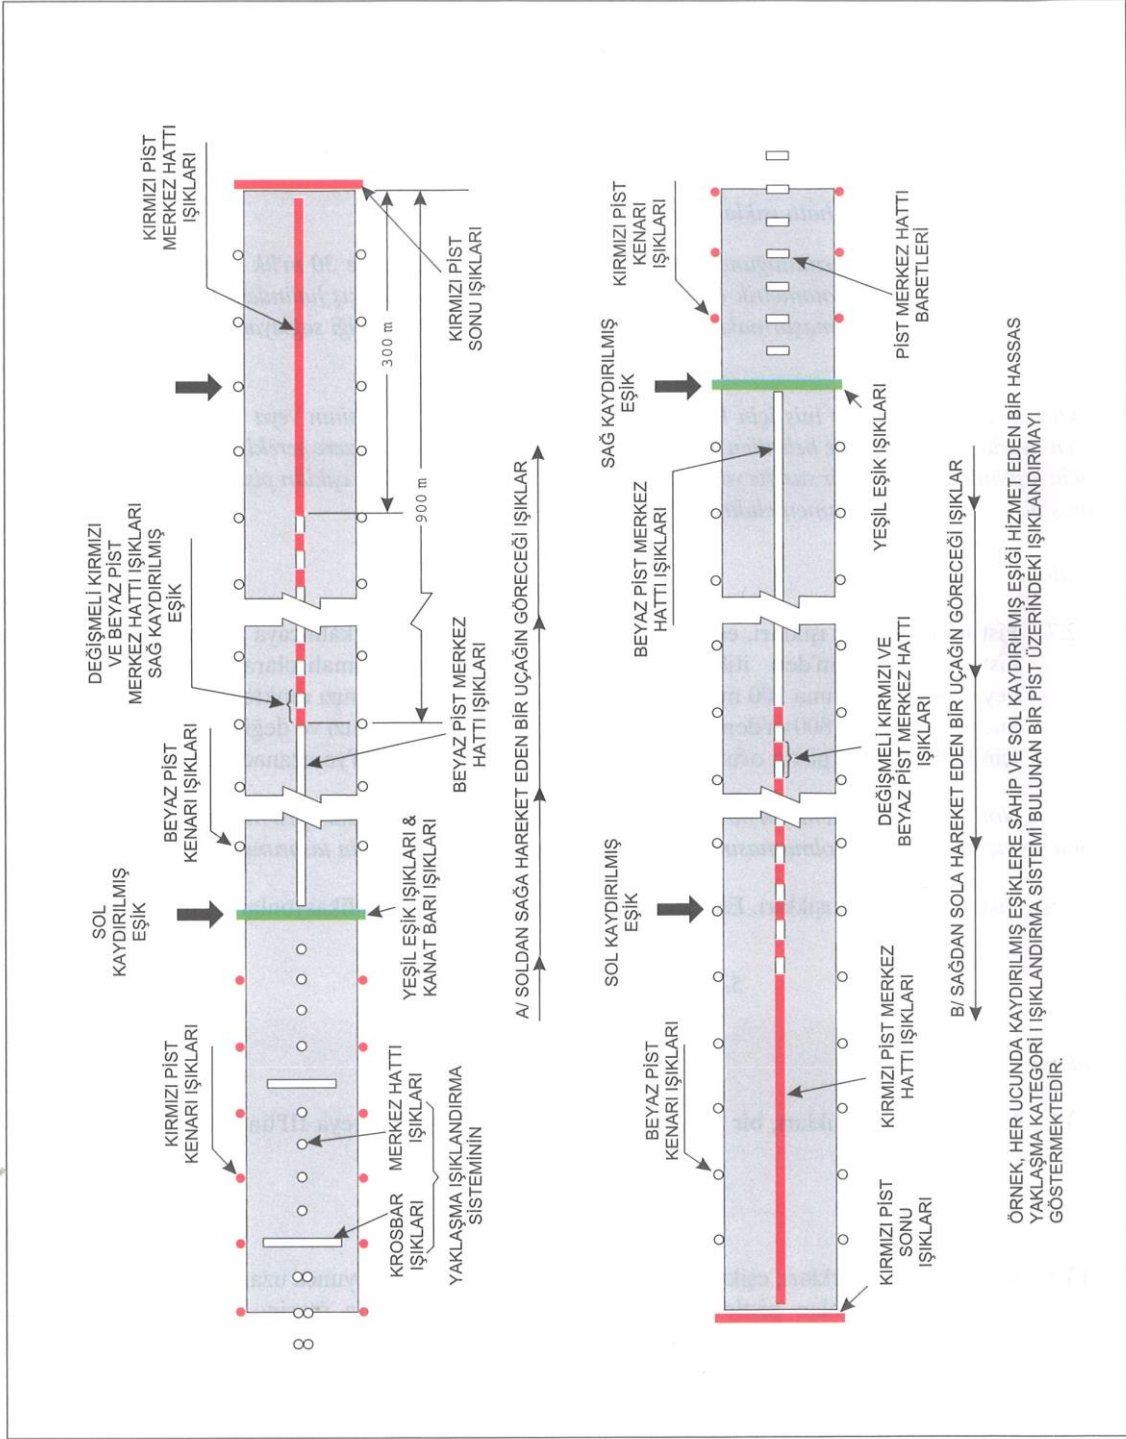 SOL
KAYDIRILMIŞ
EŞİK
BEYAZ PİST
KENARI IŞIKLARI
DEĞİŞMELİ KIRMIZI
VE BEYAZ PİST
MERKEZ HATTI IŞIKLARI
SAĞ KAYDIRILMIŞ
EŞİK
KIRMIZI PİST
MERKEZ HATTI
IŞIKLARI
KIRMIZI PİST
KENARI IŞIKLARI
300 m
900 m
KROSBAR
IŞIKLARI
MERKEZ HATTI
IŞIKLARI
YAKLAŞMA IŞIKLANDIRMA
SİSTEMİNİN
YEŞİL EŞİK IŞIKLARI &
KANAT BARI IŞIKLARI
BEYAZ PİST MERKEZ
HATTI IŞIKLARI
KIRMIZI PİST
SONU IŞIKLARI
A/ SOLDAN SAĞA HAREKET EDEN BİR UÇAĞIN GÖRECEĞİ IŞIKLAR
BEYAZ PİST
KENARI IŞIKLARI
SOL KAYDIRILMIŞ
EŞİK
BEYAZ PİST MERKEZ
HATTI IŞIKLARI
SAĞ KAYDIRILMIŞ
EŞİK
KIRMIZI PİST
KENARI
IŞIKLARI
KIRMIZI PİST
SONU
IŞIKLARI
KIRMIZI PİST MERKEZ
HATTI IŞIKLARI
DEĞİŞMELİ KIRMIZI VE
BEYAZ PİST MERKEZ HATTI
IŞIKLARI
YEŞİL EŞİK IŞIKLARI
PİST MERKEZ HATTI
BARETLERİ
B/ SAĞDAN SOLA HAREKET EDEN BİR UÇAĞIN GÖRECEĞİ IŞIKLAR
ÖRNEK, HER UCUNDA KAYDIRILMIŞ EŞİKLERE SAHİP VE SOL KAYDIRILMIŞ EŞİĞİ HİZMET EDEN BİR HASSAS
YAKLAŞMA KATEGORİ I IŞIKLANDIRMA SİSTEMİ BULUNAN BİR PİST ÜZERİNDEKİ IŞIKLANDIRMAYI
GÖSTERMEKTEDİR..